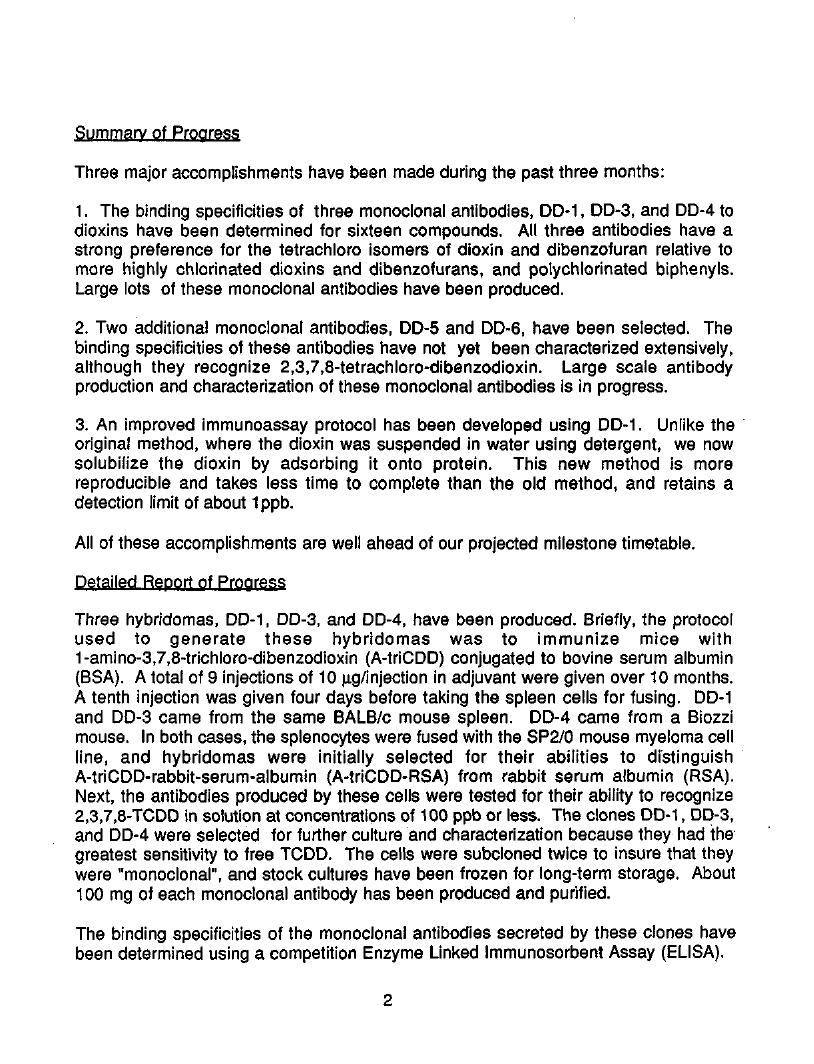 Summary of Progress
Three major accomplishments have been made during the past three months:
1. The binding specificities of three monoclonal antibodies, DD-1, DD-3, and DD-4 to
dioxins have been determined for sixteen compounds. All three antibodies have a
strong preference for the tetrachloro isomers of dioxin and dibenzofuran relative to
more highly chlorinated dioxins and dibenzofurans, and polychlorinated biphenyls.
Large lots of these monoclonal antibodies have been produced.
2. Two additional monoclonal antibodies, DD-5 and DD-6, have been selected. The
binding specificities of these antibodies have not yet been characterized extensively,
although they recognize 2,3,7,8-tetrachloro-dibenzodioxin. Large scale antibody
production and characterization of these monoclonal antibodies is in progress.
3. An improved immunoassay protocol has been developed using DD-1. Unlike the
original method, where the dioxin was suspended in water using detergent, we now
solubilize the dioxin by adsorbing it onto protein. This new method is more
reproducible and takes less time to complete than the old method, and retains a
detection limit of about 1ppb.
All of these accomplishments are well ahead of our projected milestone timetable.
Detailed Report of Progress
Three hybridomas, DD-1, DD-3, and DD-4, have been produced. Briefly, the protocol
used to generate these hybridomas was to immunize mice with
1-amino-3,7,8-trichloro-dibenzodioxin (A-triCDD) conjugated to bovine serum albumin
(BSA). A total of 9 injections of 10 µg/injection in adjuvant were given over 10 months.
A tenth injection was given four days before taking the spleen cells for fusing. DD-1
and DD-3 came from the same BALB/c mouse spleen. DD-4 came from a Biozzi
mouse. In both cases, the splenocytes were fused with the SP2/0 mouse myeloma cell
line, and hybridomas were initially selected for their abilities to distinguish
A-triCDD-rabbit-serum-albumin (A-triCDD-RSA) from rabbit serum albumin (RSA).
Next, the antibodies produced by these cells were tested for their ability to recognize
2,3,7,8-TCDD in solution at concentrations of 100 ppb or less. The clones DD-1, DD-3,
and DD-4 were selected for further culture and characterization because they had the
greatest sensitivity to free TCDD. The cells were subcloned twice to insure that they
were "monoclonal", and stock cultures have been frozen for long-term storage. About
100 mg of each monoclonal antibody has been produced and purified.
The binding specificities of the monoclonal antibodies secreted by these clones have
been determined using a competition Enzyme Linked Immunosorbent Assay (ELISA).
2